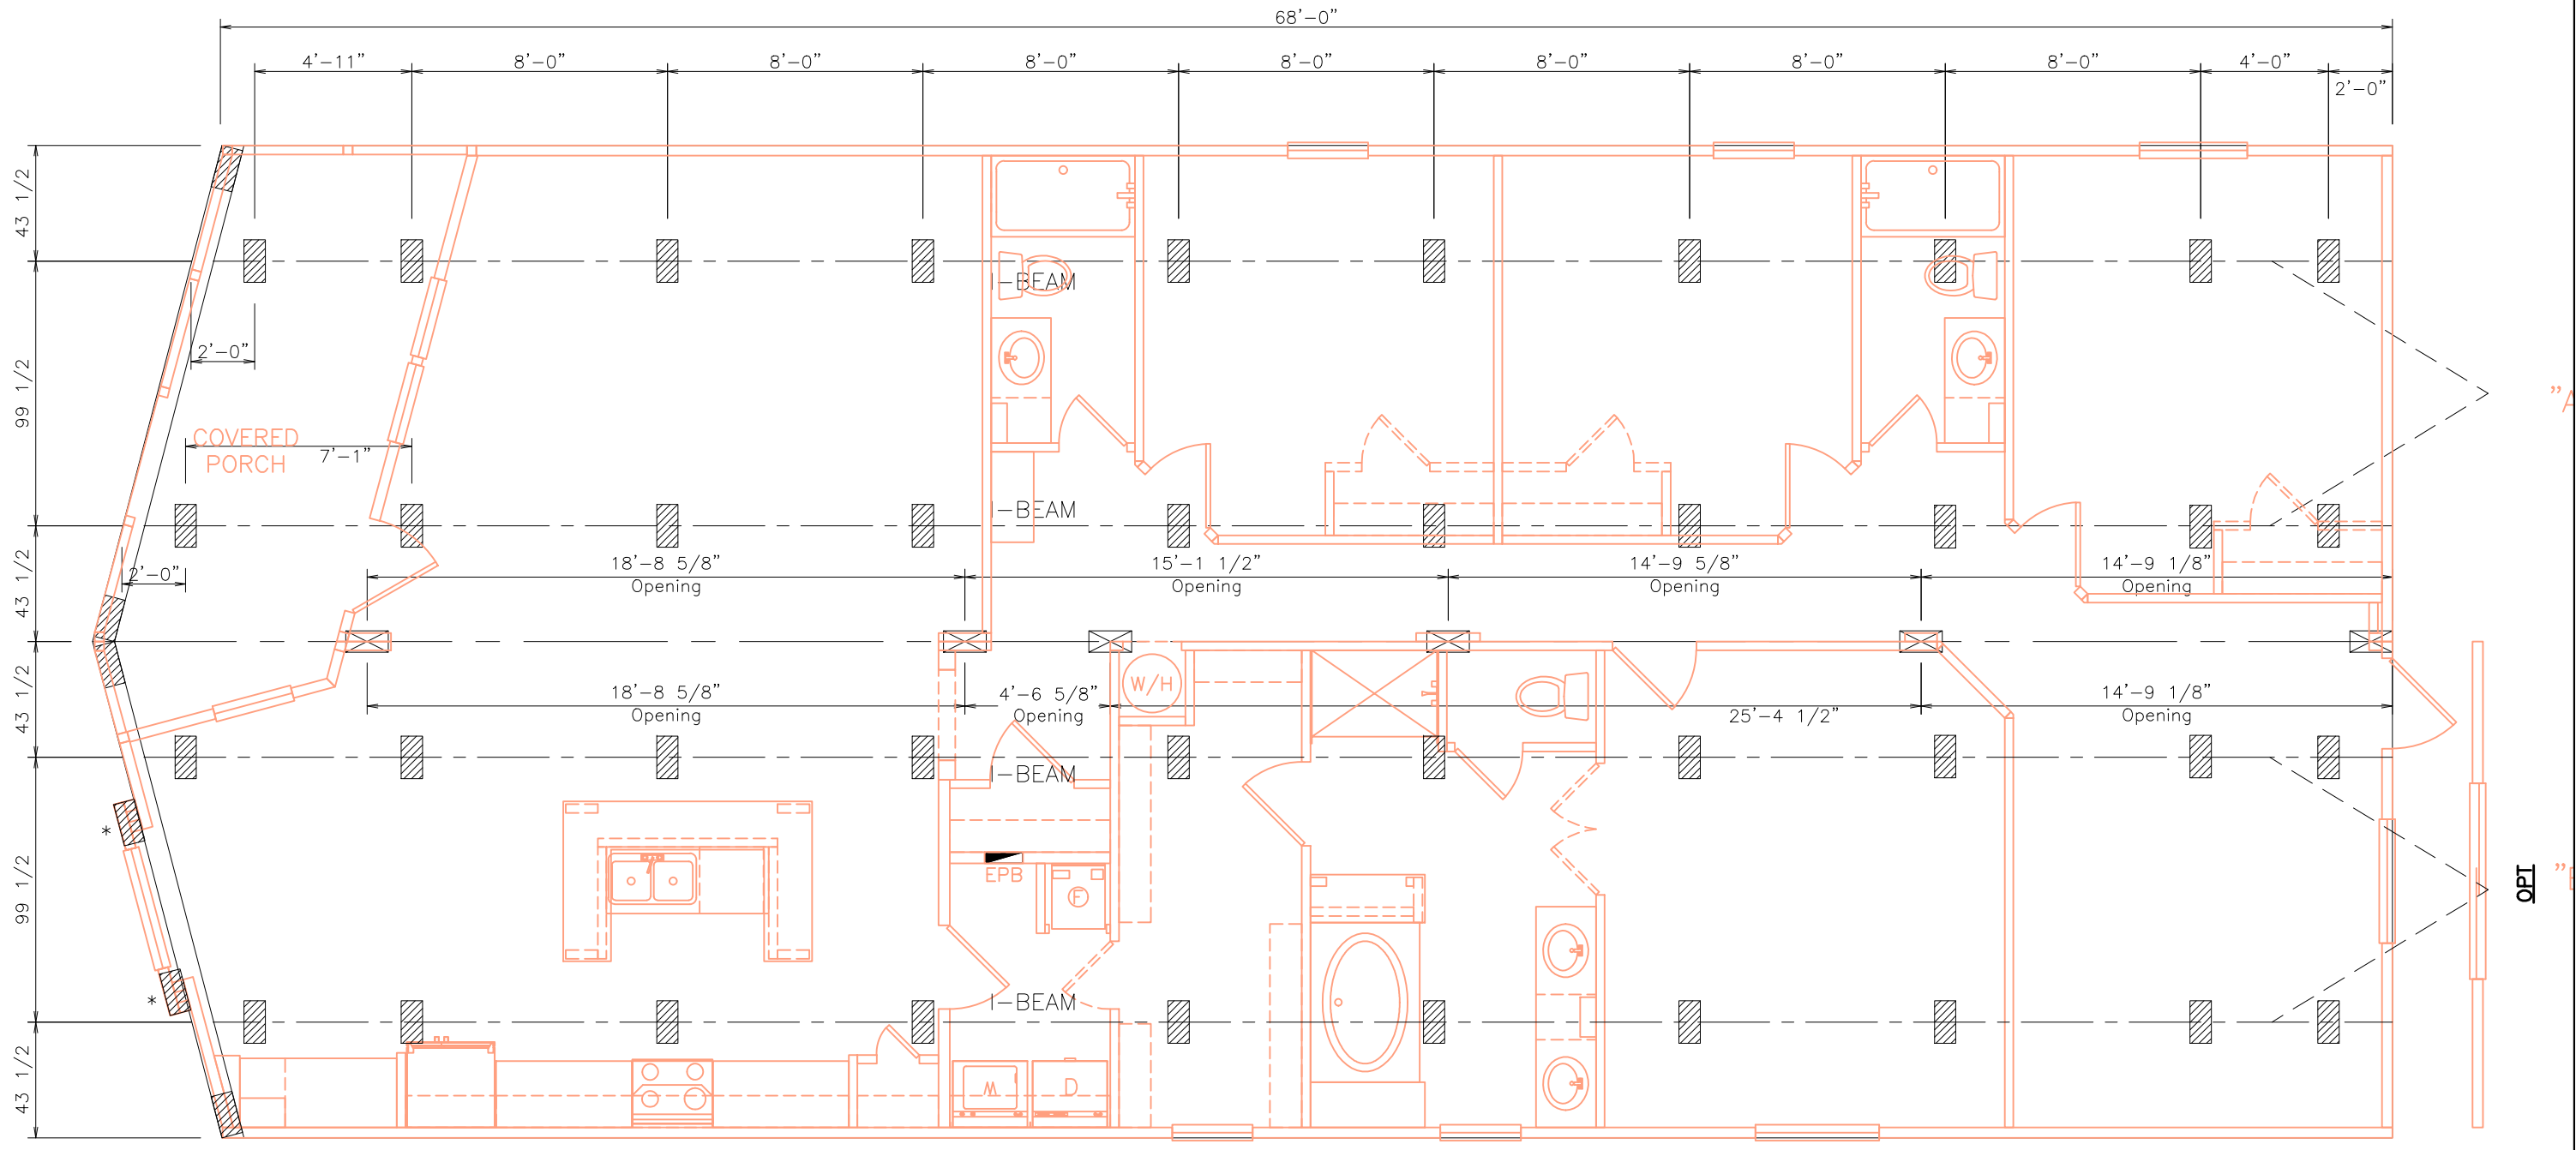 68'-0"
4'-11"
8'-0"
8'-0"
8'-0"
8'-0"
8'-0"
8'-0"
8'-0"
4'-0"
2'-0"
43 1/2
99 1/2
43 1/2
43 1/2
99 1/2
43 1/2
I-BEAM
2'-0"
COVERED
PORCH
7'-1"
"A
I-BEAM
2'-0"
18'-8 5/8"
Opening
15'-1 1/2"
Opening
14'-9 5/8"
Opening
14'-9 1/8"
Opening
18'-8 5/8"
Opening
4'-6 5/8"
Opening
W/H
25'-4 1/2"
14'-9 1/8"
Opening
I-BEAM
*
EPB
F
OPT
*
I-BEAM
W
D